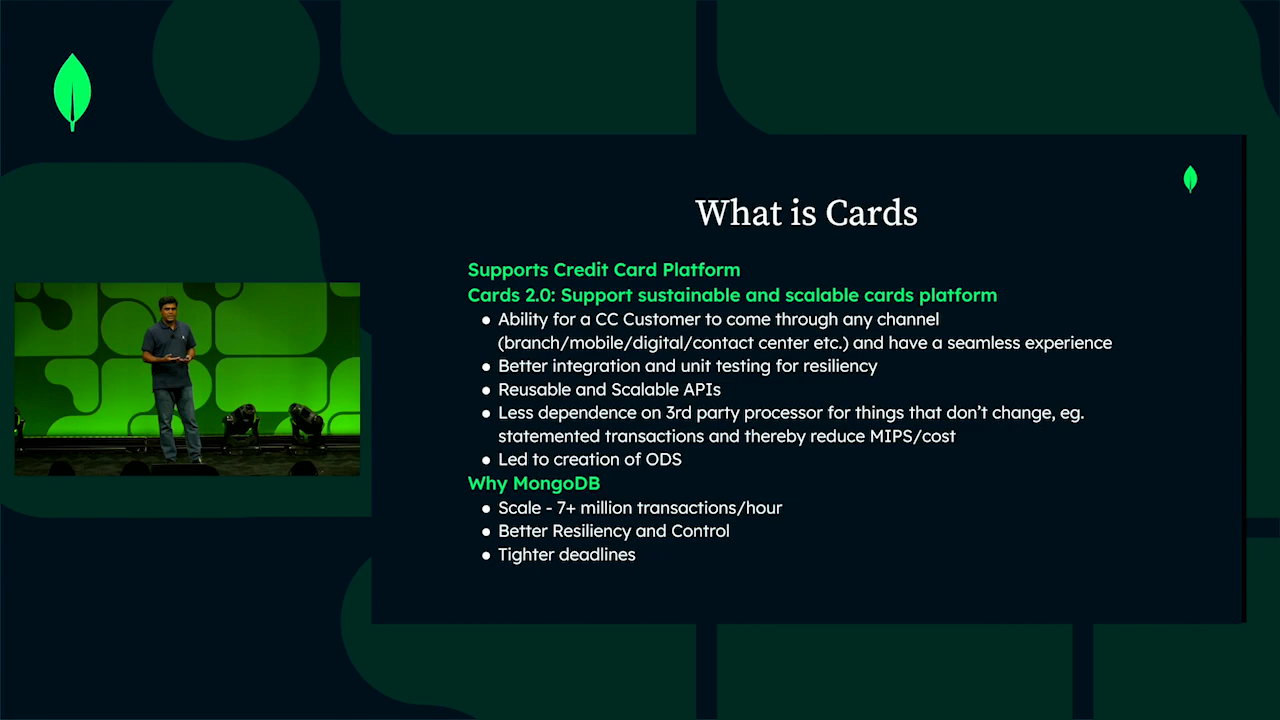 What is Cards
Supports Credit Card Platform
Cards 2.0: Support sustainable and scalable cards platform
● Ability for a CC Customer to come through any channel
(branch/mobile/digital/contact center etc.) and have a seamless experience
● Better integration and unit testing for resiliency
● Reusable and Scalable APIs
● Less dependence on 3rd party processor for things that don’t change, eg.
statemented transactions and thereby reduce MIPS/cost
● Led to creation of ODS
Why MongoDB
● Scale - 7+ million transactions/hour
● Better Resiliency and Control
● Tighter deadlines